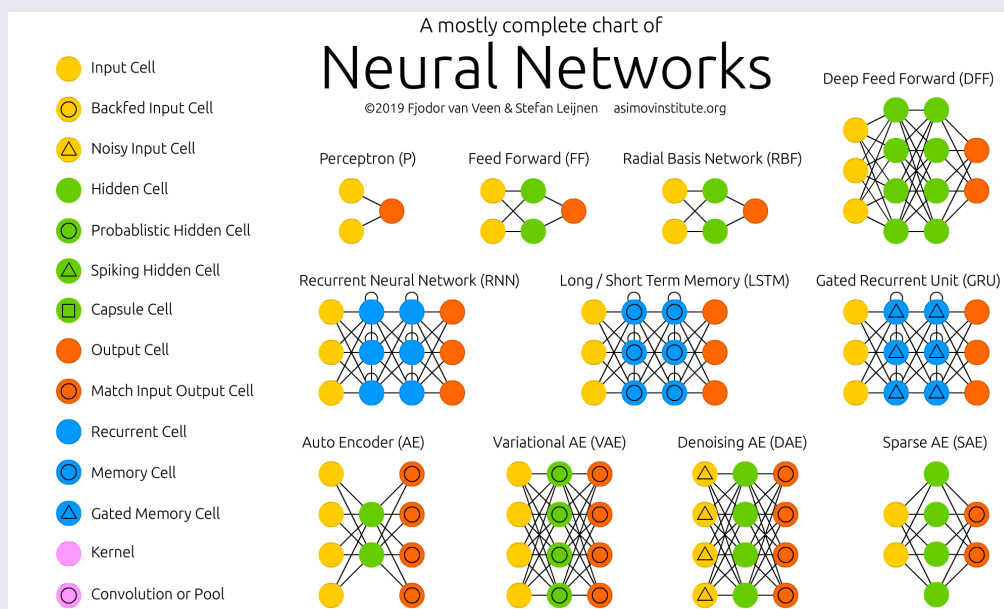 A mostly complete chart of
Neural Networks
©2019 Fjodor van Veen & Stefan Leijnen asimovinstitute.org
Input Cell
Backfed Input Cell
Noisy Input Cell
Hidden Cell
Probablistic Hidden Cell
Spiking Hidden Cell
Capsule Cell
Output Cell
Match Input Output Cell
Recurrent Cell
Memory Cell
Gated Memory Cell
Kernel
Convolution or Pool
Deep Feed Forward (DFF)
Perceptron (P)
Feed Forward (FF)
Radial Basis Network (RBF)
Recurrent Neural Network (RNN)
Long / Short Term Memory (LSTM)
Gated Recurrent Unit (GRU)
Auto Encoder (AE)
Variational AE (VAE)
Denoising AE (DAE)
Sparse AE (SAE)